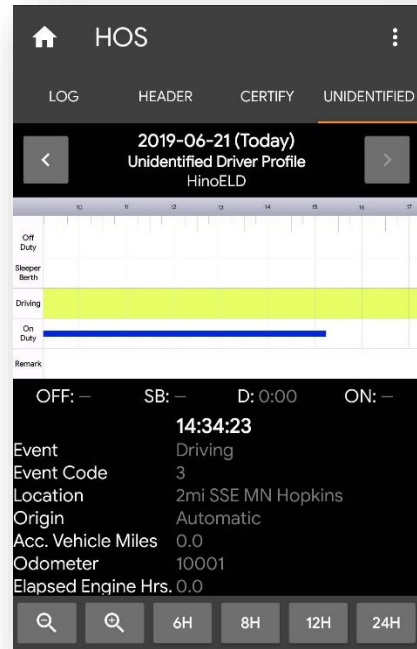 HOS
LOG HEADER CERTIFY UNIDENTIFIED
2019-06-21 (Today)
Unidentified Driver Profile
HinoELD
10 11 12 13 14 15 16 17
Off
Duty
Sleeper
Berth
Driving
On
Duty
Remark
OFF: — SB: — D: 0:00 ON: —
14:34:23
Event Driving
Event Code 3
Location 2mi SSE MN Hopkins
Origin Automatic
Acc. Vehicle Miles 0.0
Odometer 10001
Elapsed Engine Hrs. 0.0
6H 8H 12H 24H